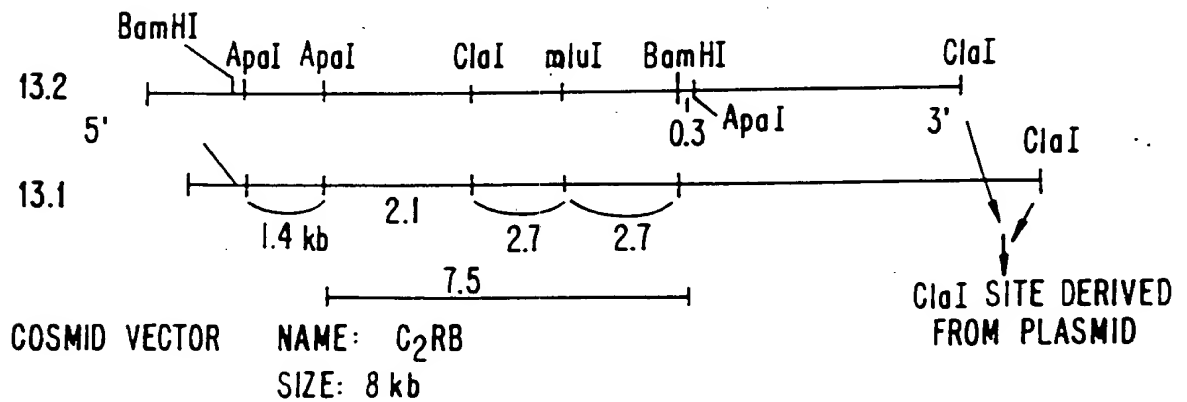 BamHI
ApaI ApaI ClaI mluI BamHI ClaI
13.2
0.3 ApaI
5' 3'
ClaI
13.1
1.4 kb 2.1 2.7 2.7
7.5
ClaI SITE DERIVED
FROM PLASMID
COSMID VECTOR NAME: C2RB
SIZE: 8 kb